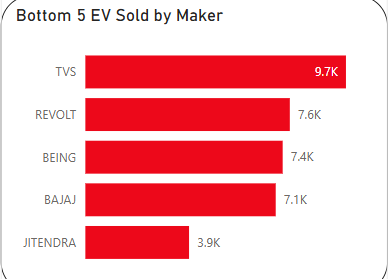 Bottom 5 EV Sold by Maker
TVS 9.7K
REVOLT 7.6K
BEING 7.4K
BAJAJ 7.1K
JITENDRA 3.9K